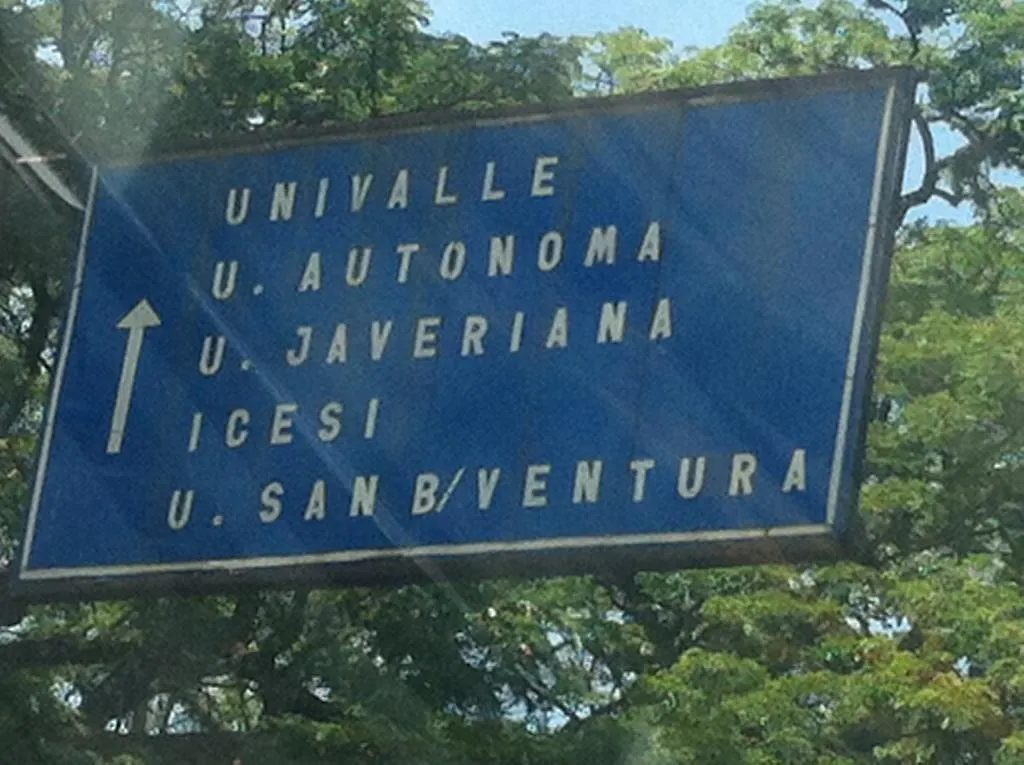 UNIVALLE
U. AUTONOMA
U. JAVERIANA
ICESI
U. SAN B/VENTURA